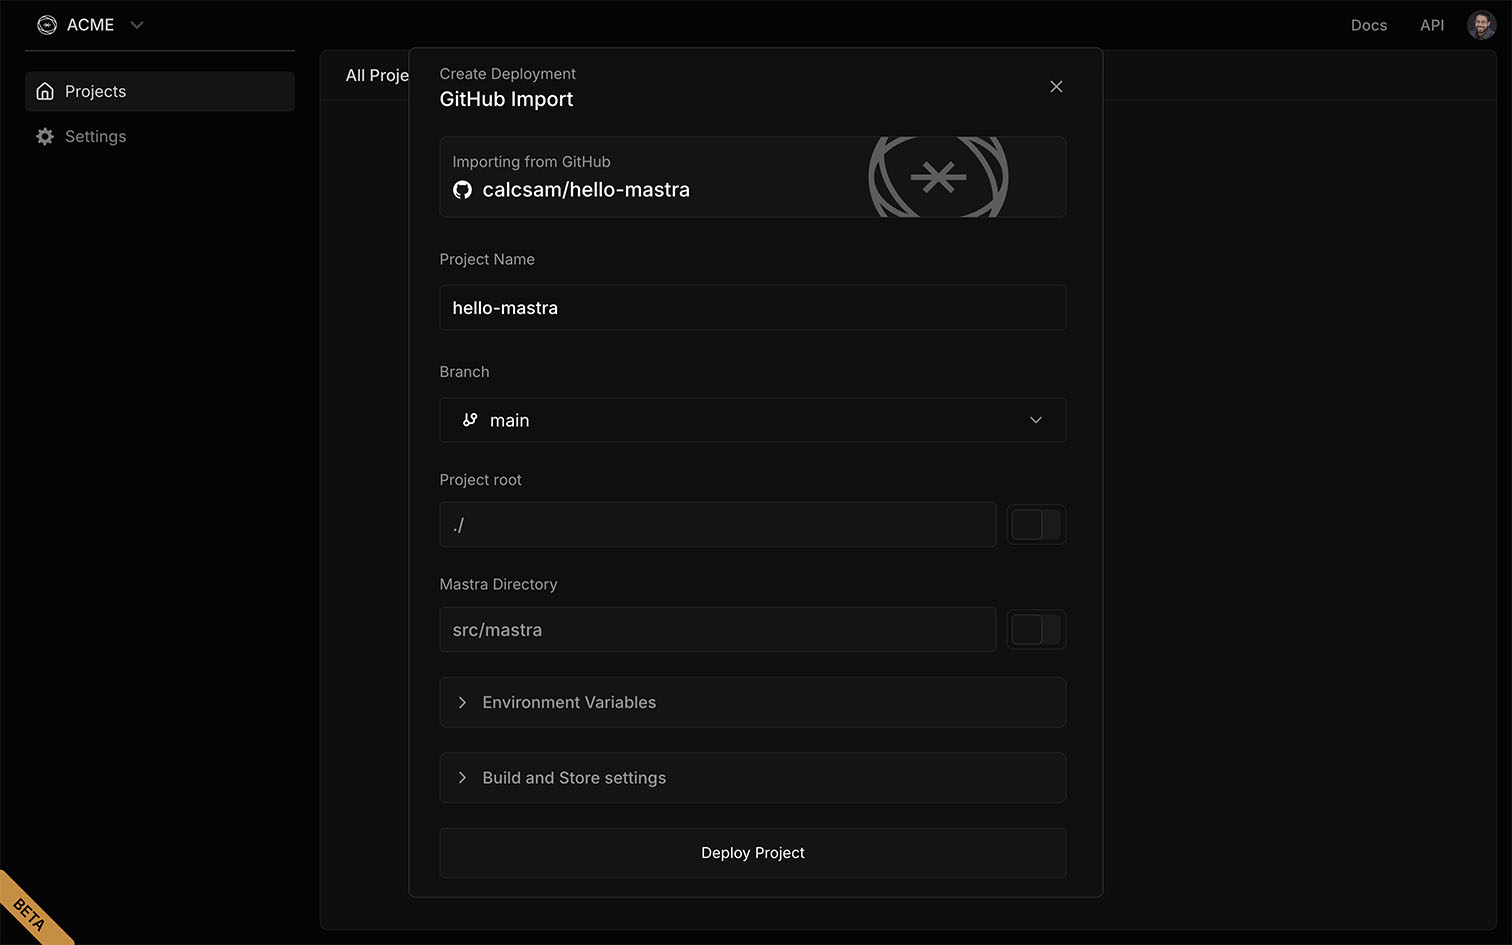 ACME
Docs
API
Projects
Settings
All Proje
Create Deployment
GitHub Import
Importing from GitHub
calcsam/hello-mastra
Project Name
hello-mastra
Branch
main
Project root
./
Mastra Directory
src/mastra
Environment Variables
Build and Store settings
Deploy Project
BETA